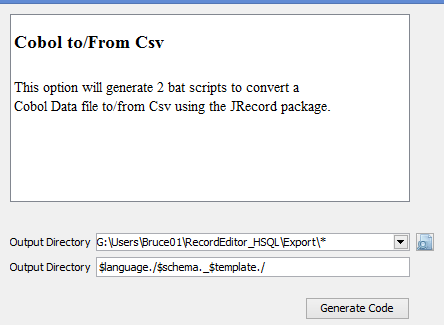 Cobol to/From Csv
This option will generate 2 bat scripts to convert a
Cobol Data file to/from Csv using the JRecord package.
Output Directory G:\Users\Bruce01\RecordEditor_HSQL\Export\*
Output Directory $language./$schema._$template./
Generate Code